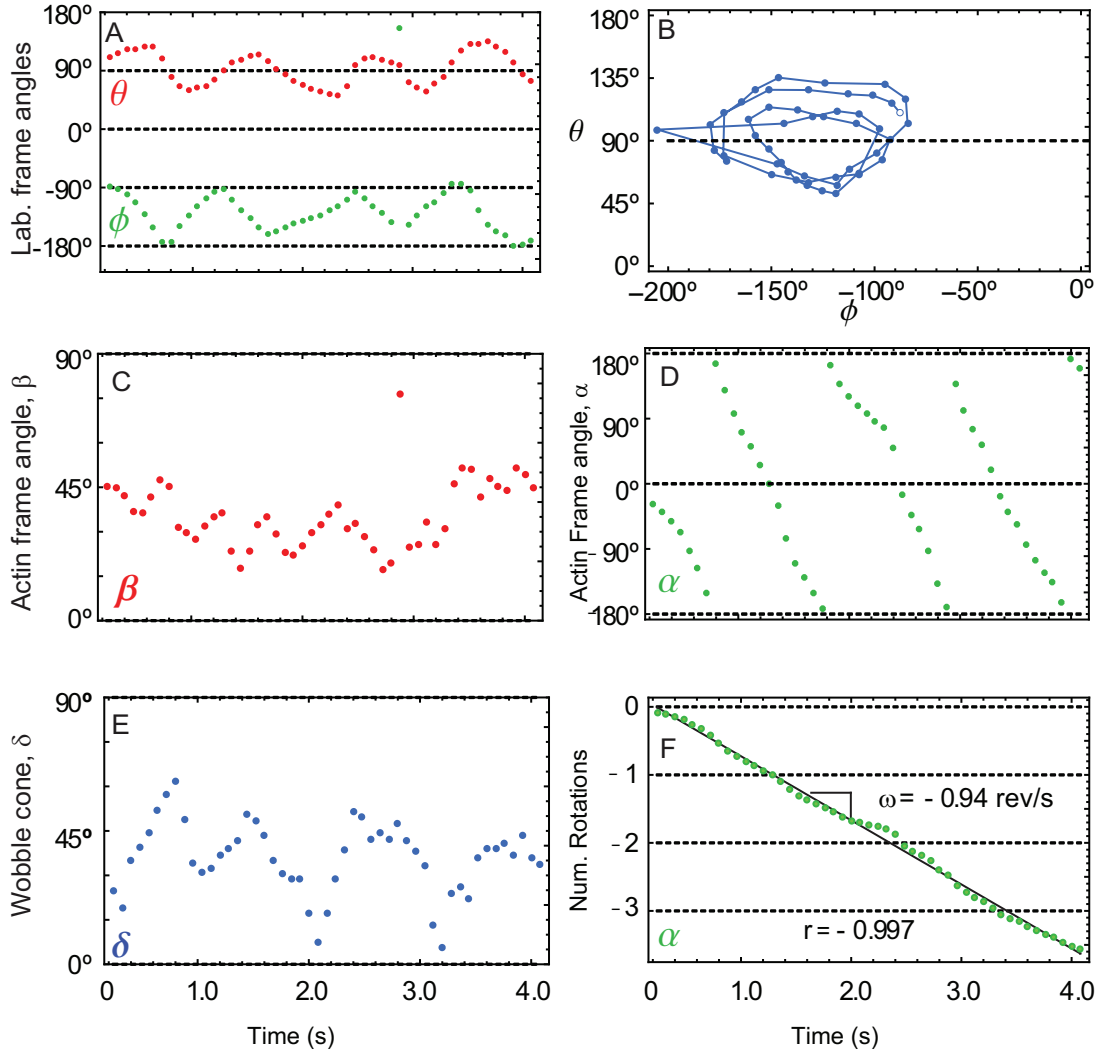 A
180º
90º
0º
-90º
-180º
θ
ϕ
Lab. frame angles
B
135º
90º
45º
0º
θ
−200º
−150º
−100º
−50º
0º
ϕ
C
90º
45º
0º
β
Actin frame angle, β
D
180º
90º
0º
- 90º
-180º
α
Actin Frame angle, α
E
90º
45º
0º
δ
Wobble cone, δ
0
1.0
2.0
3.0
4.0
Time (s)
F
0
- 1
- 2
- 3
ω = - 0.94 rev/s
r = - 0.997
α
Num. Rotations
0
1.0
2.0
3.0
4.0
Time (s)